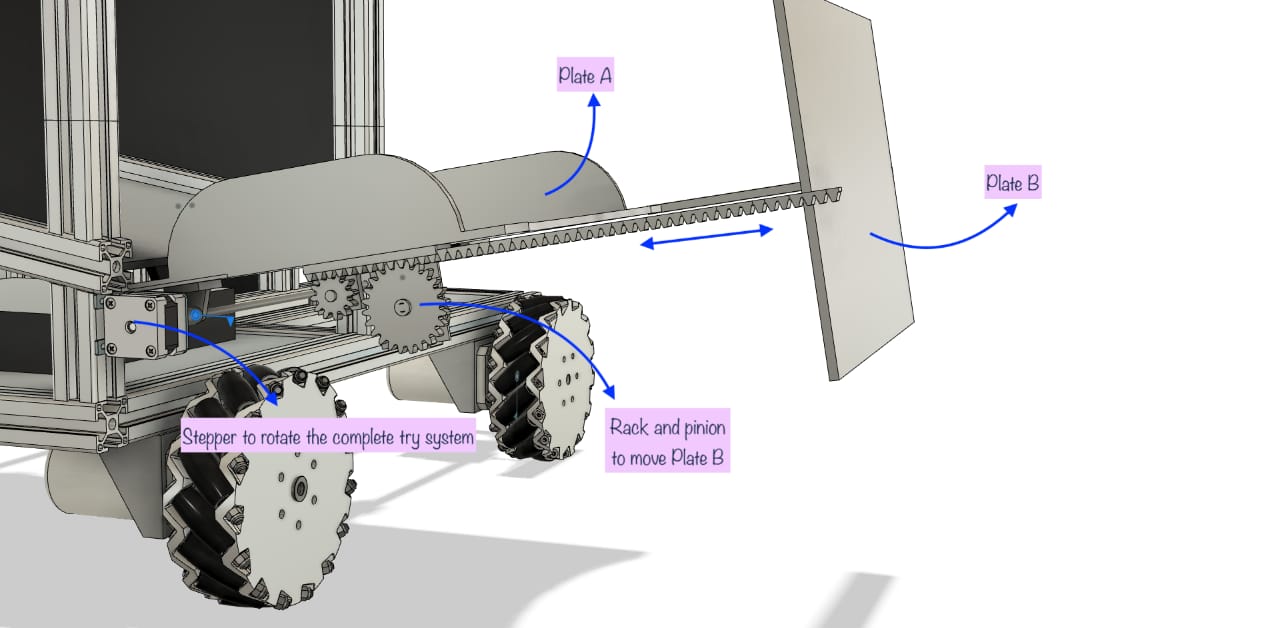 Plate A
Plate B
Stepper to rotate the complete try system
Rack and pinion
to move Plate B